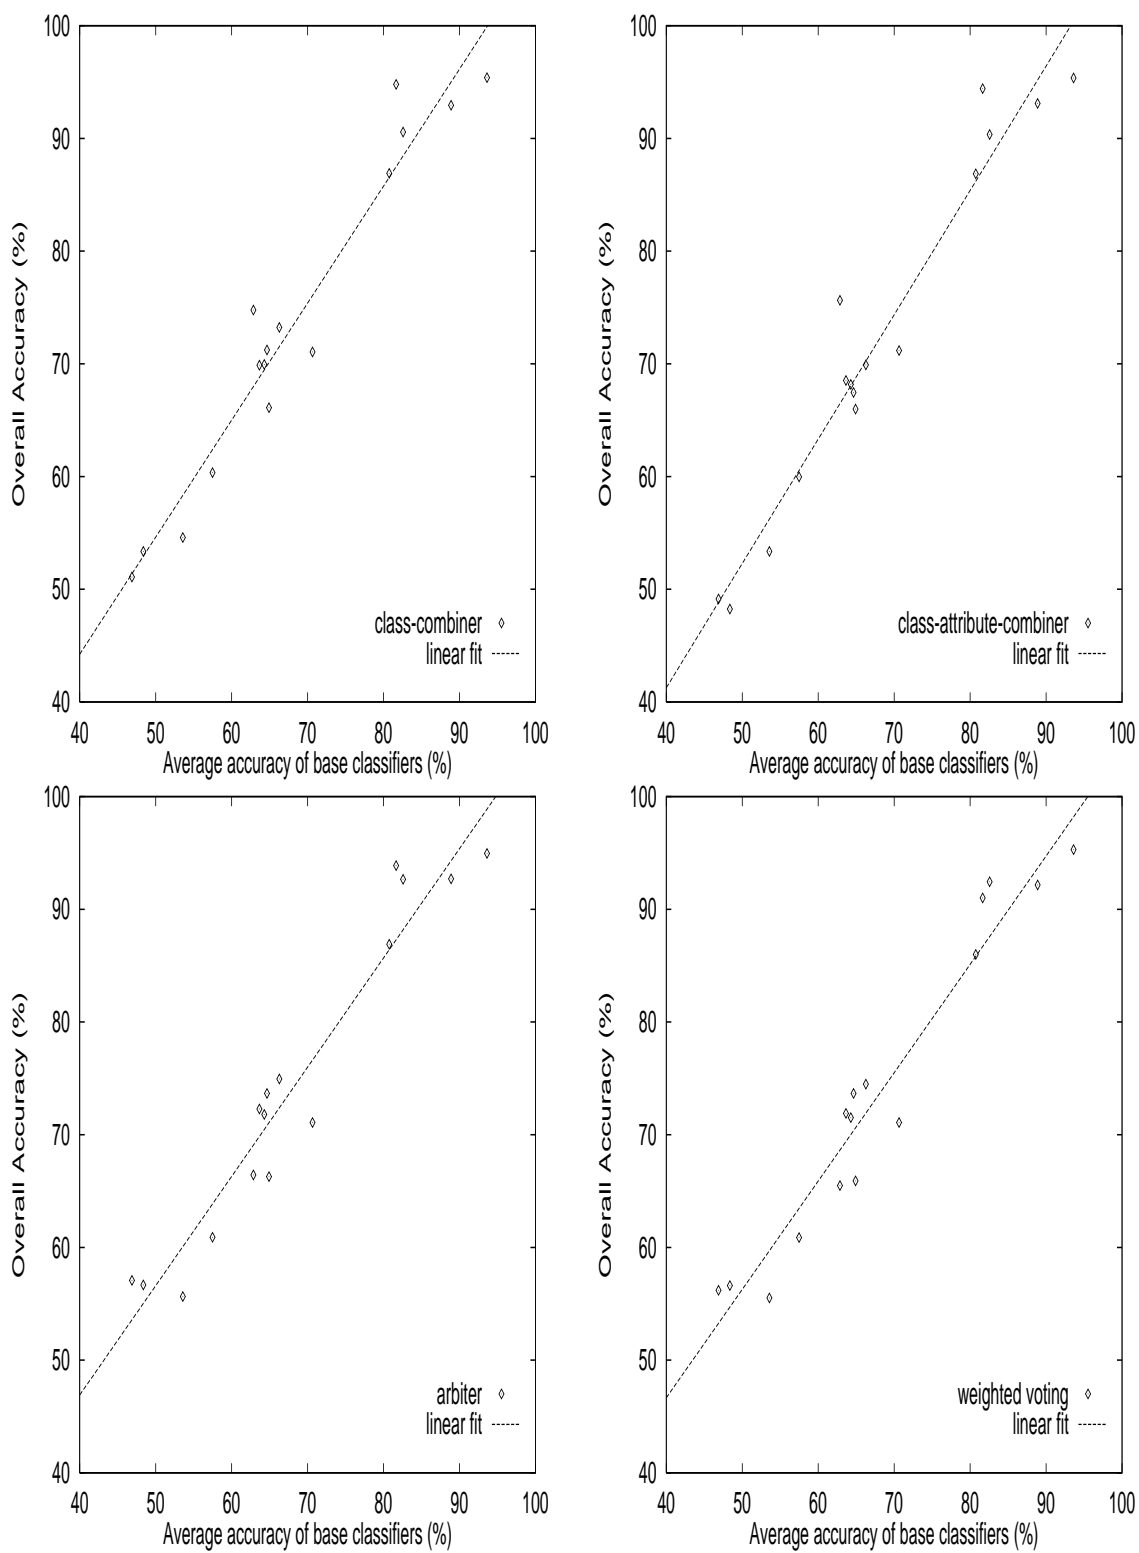 100
90
80
70
60
50
40
Overall Accuracy (%)
class-combiner
linear fit
40 50 60 70 80 90 100
Average accuracy of base classifiers (%)
100
90
80
70
60
50
40
Overall Accuracy (%)
class-attribute-combiner
linear fit
40 50 60 70 80 90 100
Average accuracy of base classifiers (%)
100
90
80
70
60
50
40
Overall Accuracy (%)
arbiter
linear fit
40 50 60 70 80 90 100
Average accuracy of base classifiers (%)
100
90
80
70
60
50
40
Overall Accuracy (%)
weighted voting
linear fit
40 50 60 70 80 90 100
Average accuracy of base classifiers (%)